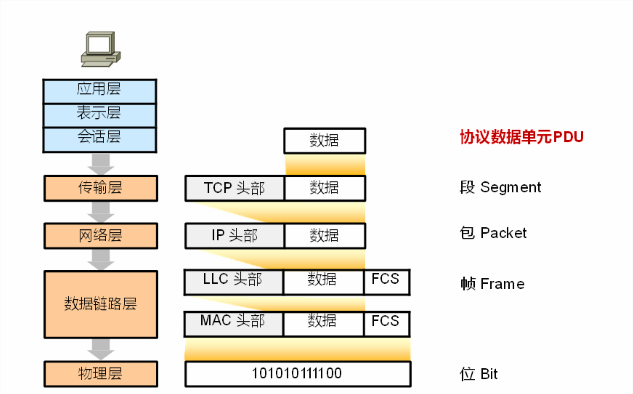 应用层
表示层
会话层
数据
协议数据单元PDU
传输层
TCP 头部
数据
段 Segment
网络层
IP 头部
数据
包 Packet
数据链路层
LLC 头部
数据
FCS
帧 Frame
MAC 头部
数据
FCS
物理层
101010111100
位 Bit